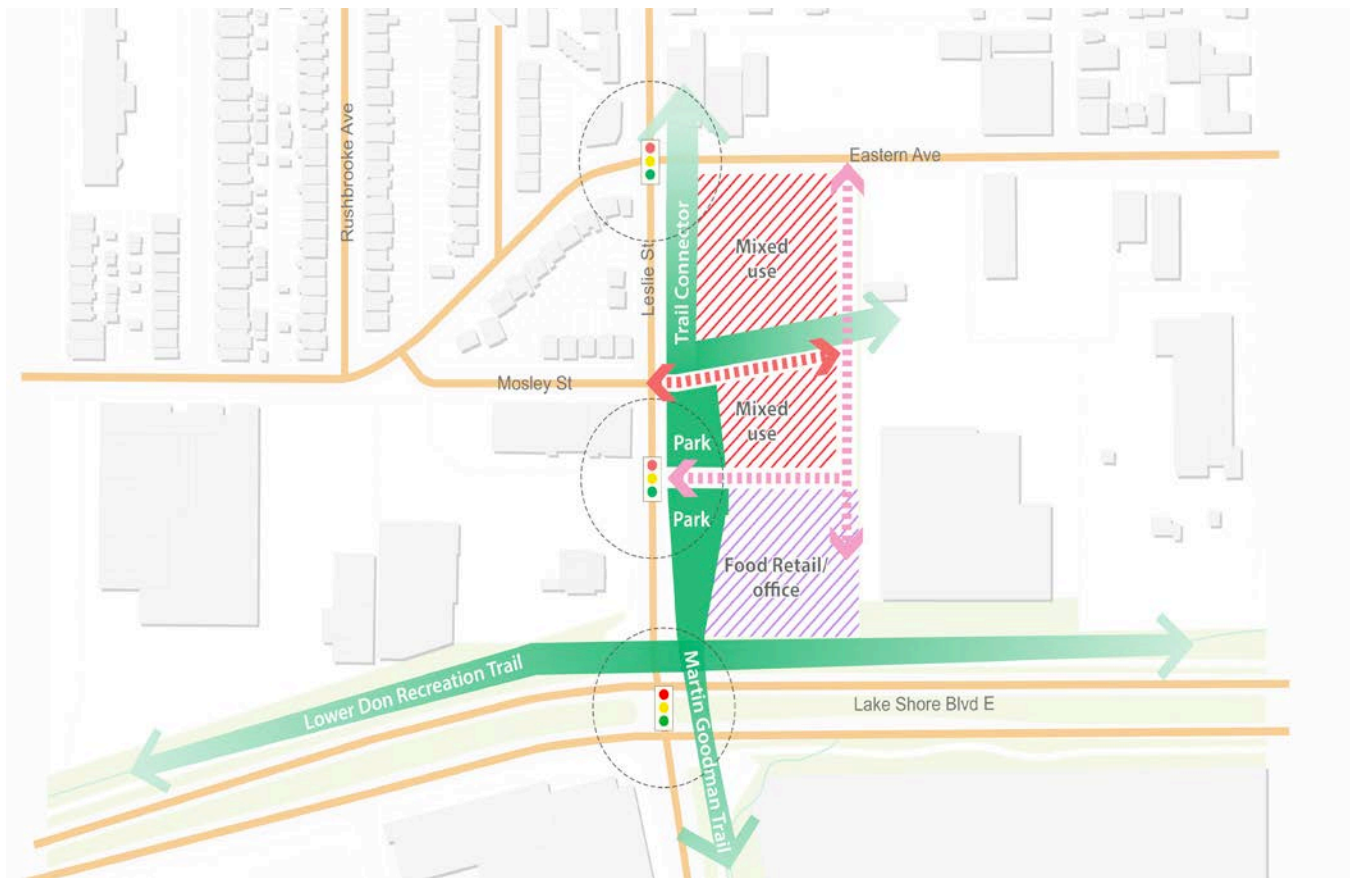 Eastern Ave
Rushbrooke Ave
Leslie St
Trail Connector
Mixed
use
Mosley St
Mixed
use
Park
Park
Food Retail/
office
Lower Don Recreation Trail
Martin Goodman Trail
Lake Shore Blvd E